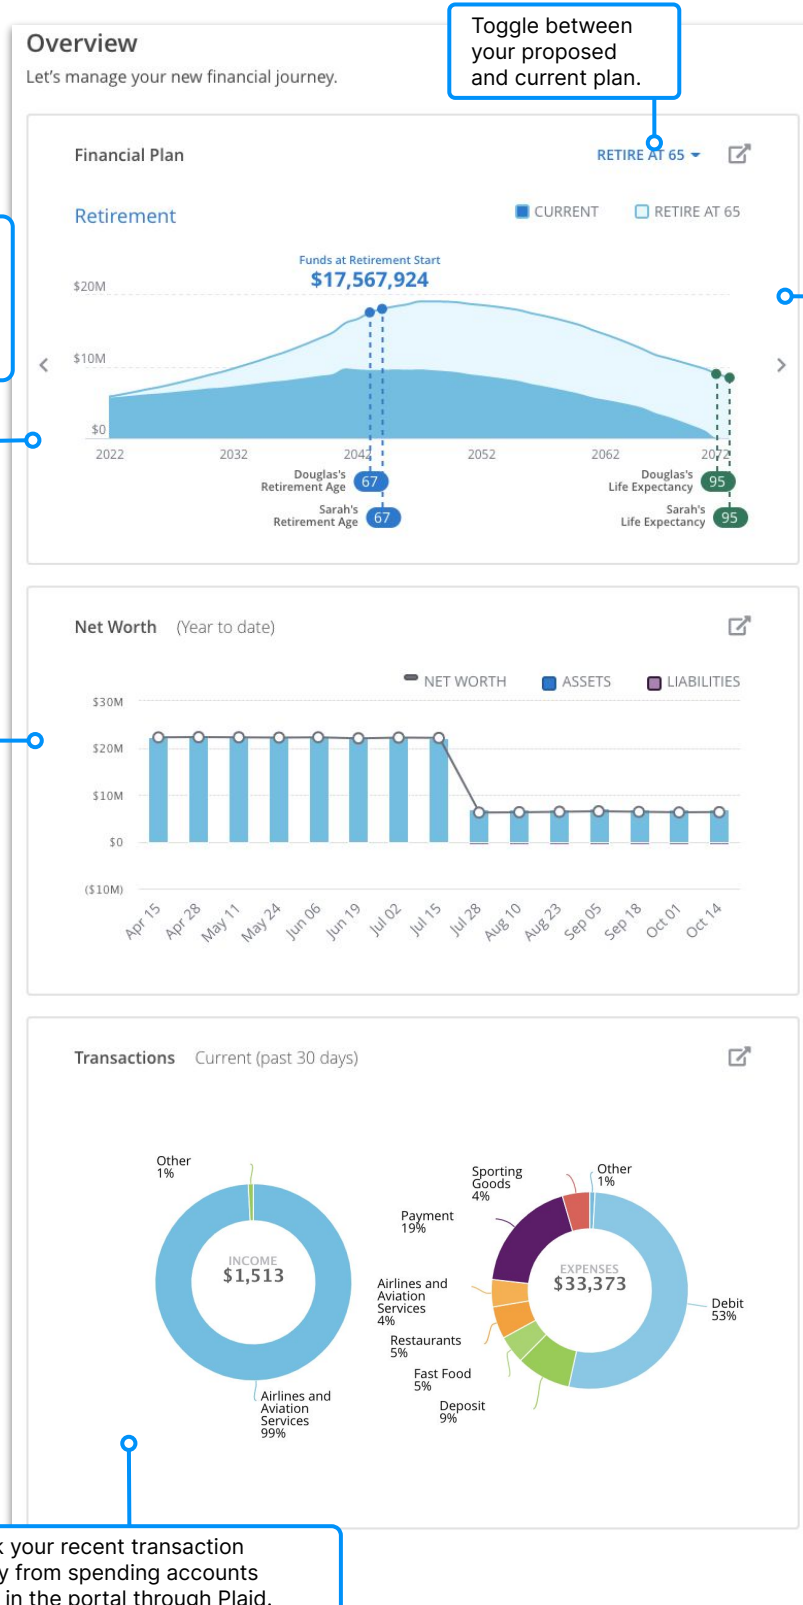 Overview
Let's manage your new financial journey.
Toggle between
your proposed
and current plan.
Financial Plan
RETIRE AT 65
Retirement
CURRENT
RETIRE AT 65
Funds at Retirement Start
$17,567,924
$20M
$10M
$0
2022
2032
2042
2052
2062
2072
Douglas's
Retirement Age
67
Sarah's
Retirement Age
67
Douglas's
Life Expectancy
95
Sarah's
Life Expectancy
95
Net Worth (Year to date)
NET WORTH
ASSETS
LIABILITIES
$30M
$20M
$10M
$0
($10M)
Apr 15
Apr 28
May 11
May 24
Jun 06
Jun 19
Jul 02
Jul 15
Jul 28
Aug 10
Aug 23
Sep 05
Sep 18
Oct 01
Oct 14
Transactions Current (past 30 days)
Other
1%
INCOME
$1,513
Airlines and
Aviation
Services
99%
Sporting
Goods
4%
Other
1%
Payment
19%
EXPENSES
$33,373
Airlines and
Aviation
Services
4%
Debit
53%
Restaurants
5%
Fast Food
5%
Deposit
9%
your recent transaction
from spending accounts
in the portal through Plaid.